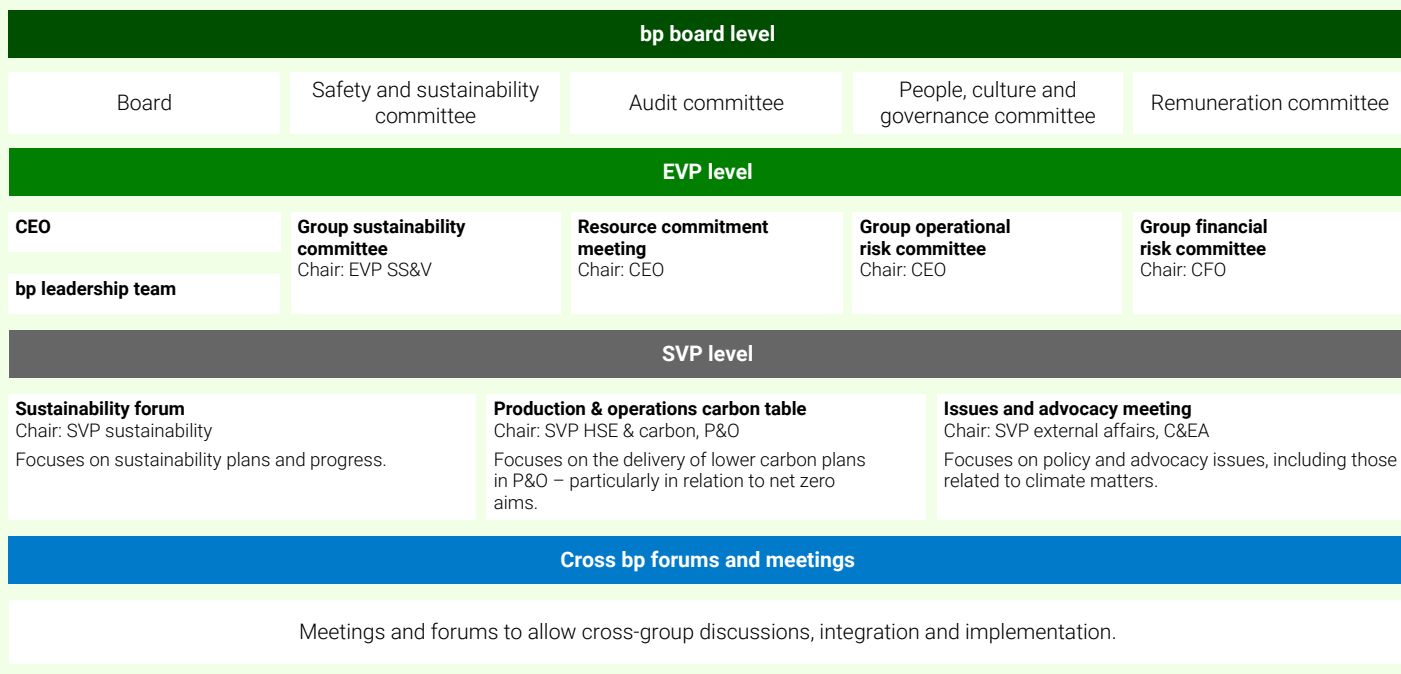 bp board level
Board
Safety and sustainability
committee
Audit committee
People, culture and
governance committee
Remuneration committee
EVP level
CEO
bp leadership team
Group sustainability
committee
Chair: EVP SS&V
Resource commitment
meeting
Chair: CEO
Group operational
risk committee
Chair: CEO
Group financial
risk committee
Chair: CFO
SVP level
Sustainability forum
Chair: SVP sustainability
Focuses on sustainability plans and progress.
Production & operations carbon table
Chair: SVP HSE & carbon, P&O
Focuses on the delivery of lower carbon plans
in P&O – particularly in relation to net zero
aims.
Issues and advocacy meeting
Chair: SVP external affairs, C&EA
Focuses on policy and advocacy issues, including those
related to climate matters.
Cross bp forums and meetings
Meetings and forums to allow cross-group discussions, integration and implementation.